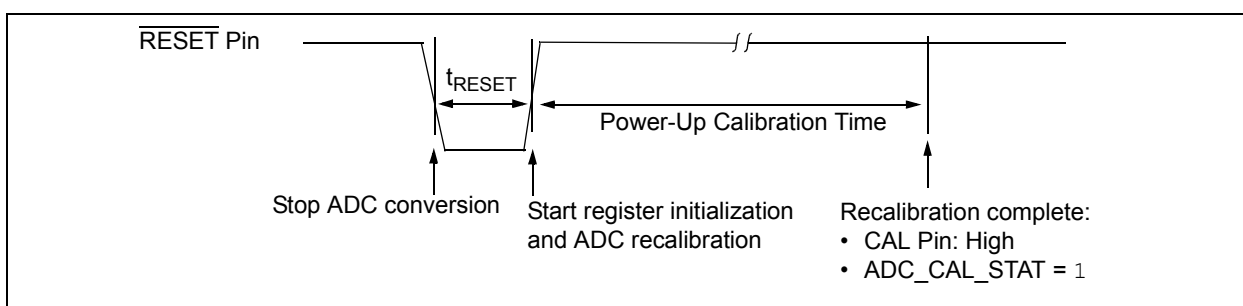 RESET Pin
tRESET
Power-Up Calibration Time
Stop ADC conversion
Start register initialization
and ADC recalibration
Recalibration complete:
• CAL Pin: High
• ADC_CAL_STAT = 1